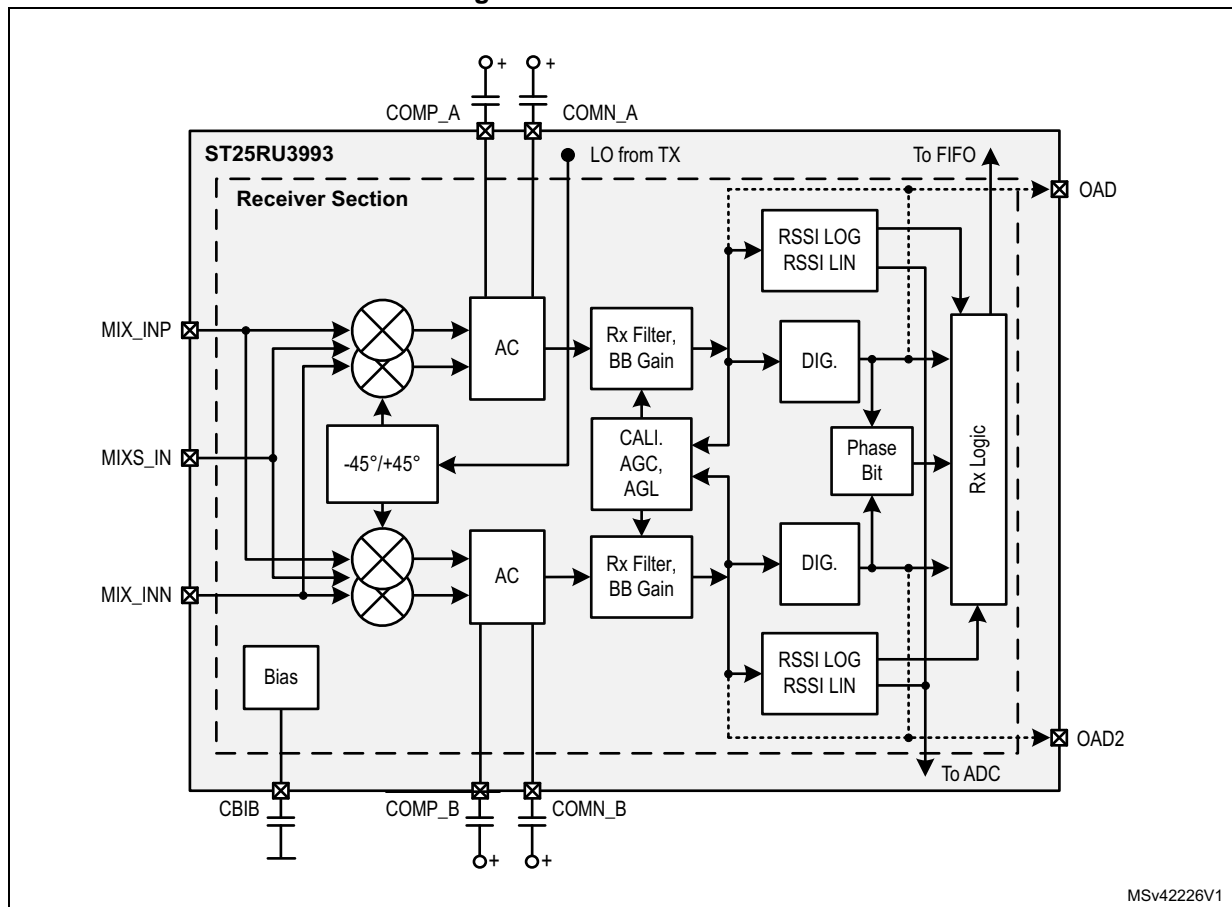 +
+
COMP_A
COMN_A
ST25RU3993
LO from TX
To FIFO
OAD
Receiver Section
RSSI LOG
RSSI LIN
MIX_INP
AC
Rx Filter,
BB Gain
DIG.
MIXS_IN
-45°/+45°
CALI.
AGC,
AGL
Phase
Bit
Rx Logic
MIX_INN
AC
Rx Filter,
BB Gain
DIG.
RSSI LOG
RSSI LIN
Bias
OAD2
To ADC
CBIB
COMP_B
COMN_B
+
+
MSv42226V1